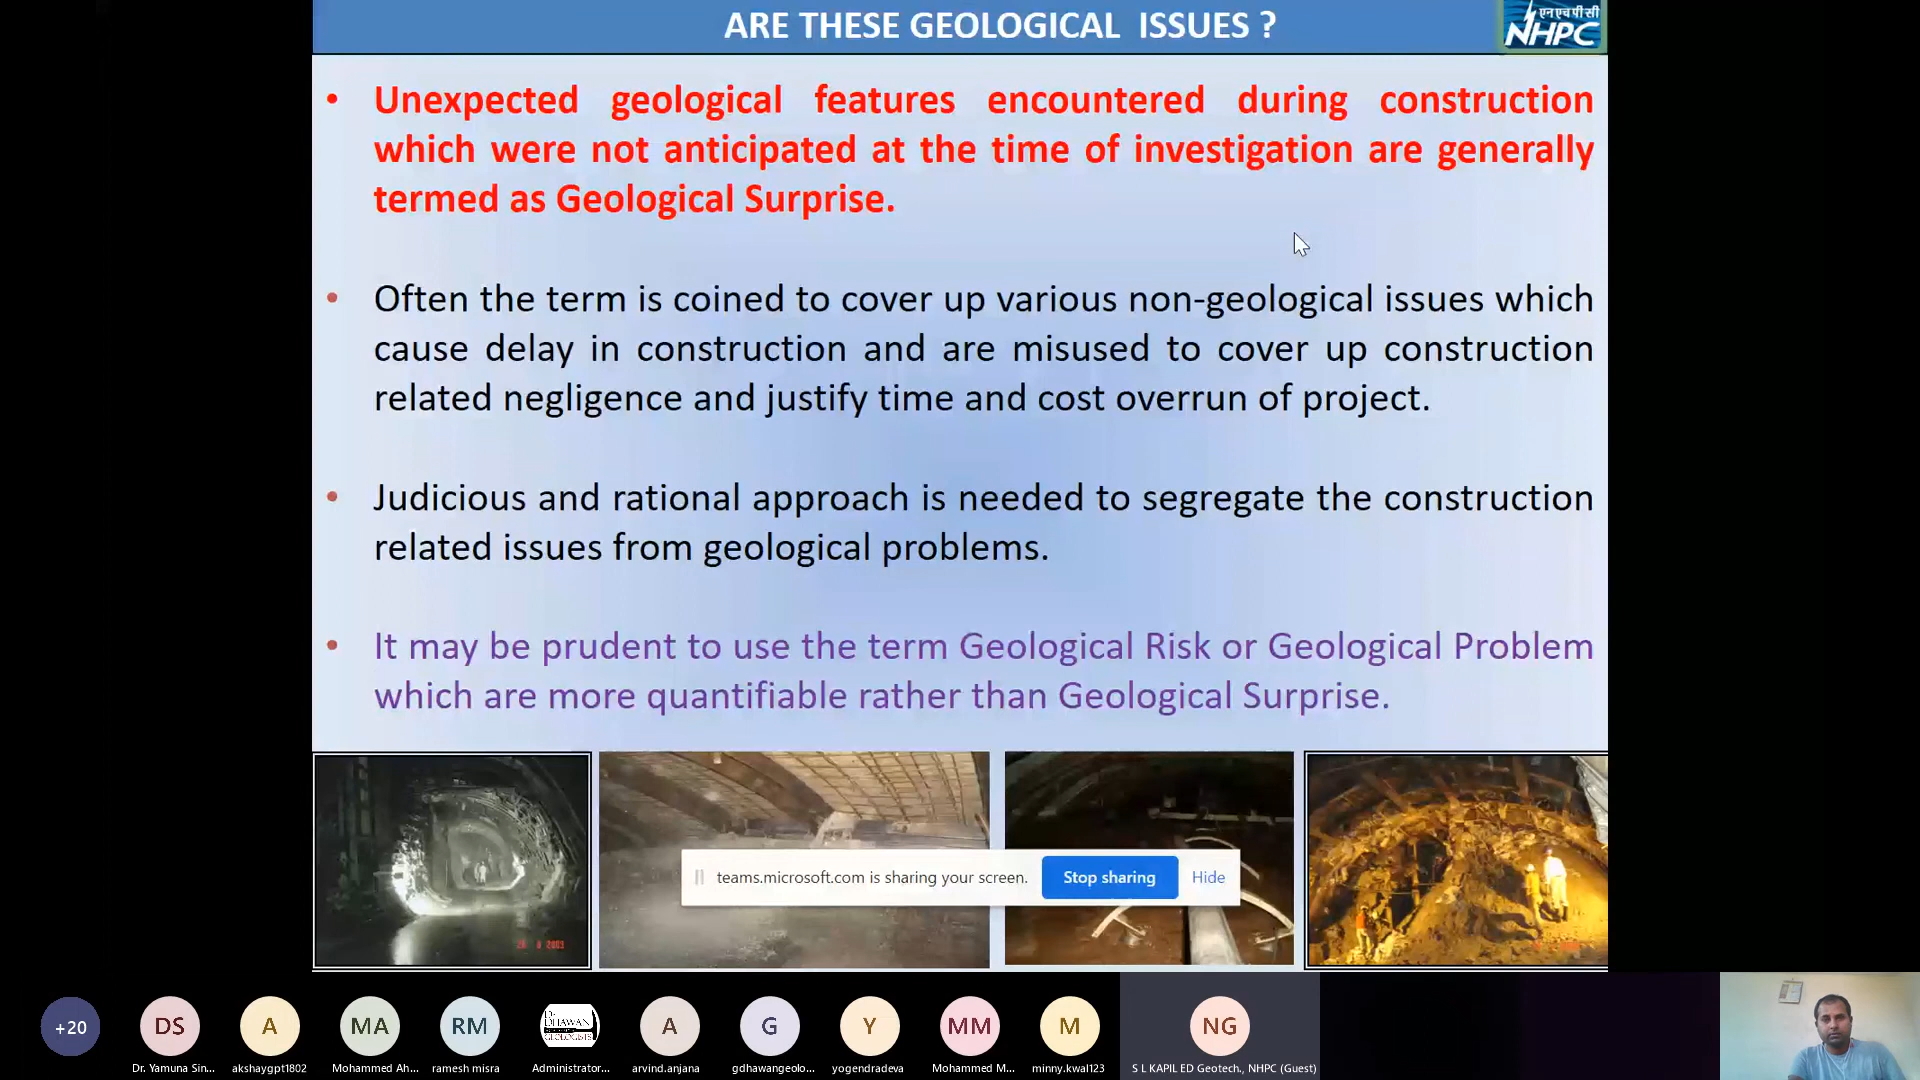 ARE THESE GEOLOGICAL ISSUES ?
एनएचपीसी
NHPC
• Unexpected geological features encountered during construction
which were not anticipated at the time of investigation are generally
termed as Geological Surprise.
• Often the term is coined to cover up various non-geological issues which
cause delay in construction and are misused to cover up construction
related negligence and justify time and cost overrun of project.
• Judicious and rational approach is needed to segregate the construction
related issues from geological problems.
• It may be prudent to use the term Geological Risk or Geological Problem
which are more quantifiable rather than Geological Surprise.
teams.microsoft.com is sharing your screen.
Stop sharing
Hide
+20
DS
A
MA
RM
DHAWAN
GEOLOGISTS
A
G
Y
MM
M
NG
Dr. Yamuna Sin...
akshaygpt1802
Mohammed Ah...
ramesh misra
Administrator...
arvind.anjana
gdhawangeolo...
yogendradeva
Mohammed M...
minny.kwal123
S L KAPIL ED Geotech., NHPC (Guest)